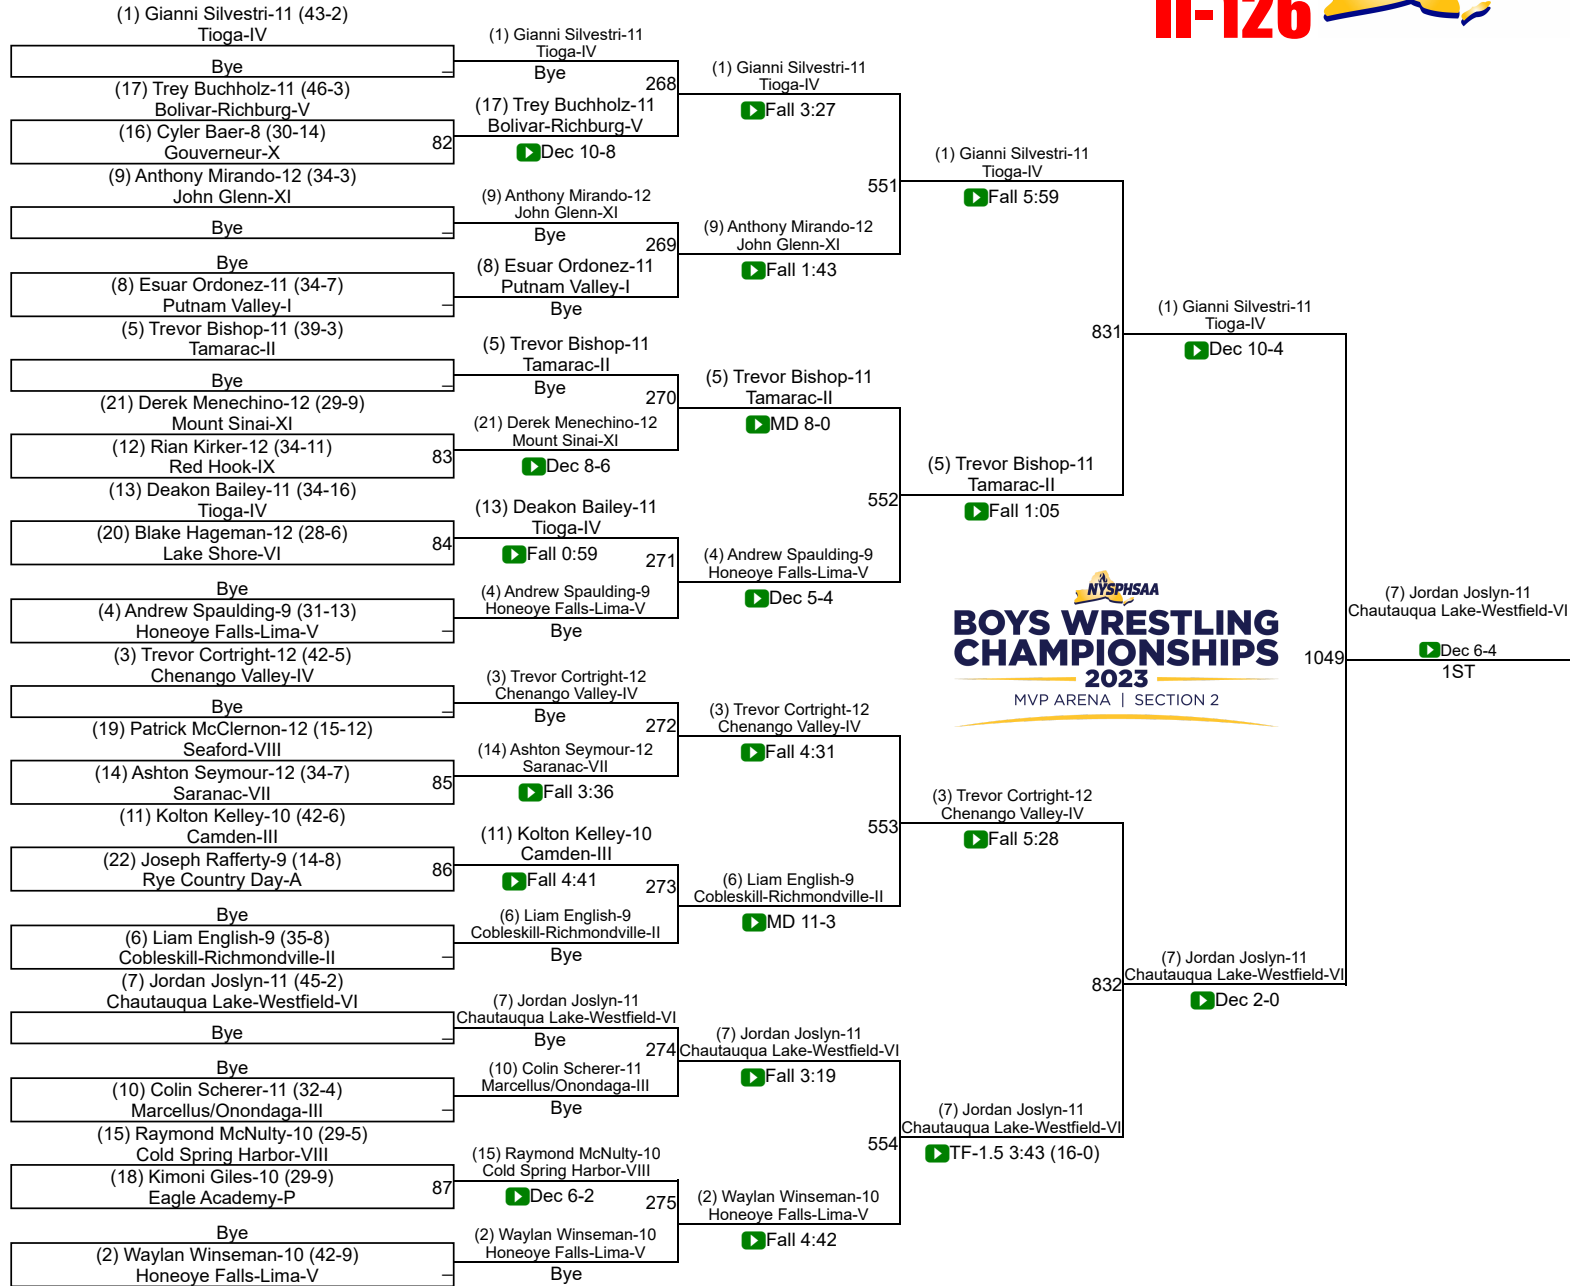 II-126
(1) Gianni Silvestri-11 (43-2)
Tioga-IV
Bye
(17) Trey Buchholz-11 (46-3)
Bolivar-Richburg-V
(16) Cyler Baer-8 (30-14)
Gouverneur-X
82
(9) Anthony Mirando-12 (34-3)
John Glenn-XI
Bye
Bye
(8) Esuar Ordonez-11 (34-7)
Putnam Valley-I
(5) Trevor Bishop-11 (39-3)
Tamarac-II
Bye
(21) Derek Menechino-12 (29-9)
Mount Sinai-XI
(12) Rian Kirker-12 (34-11)
Red Hook-IX
83
(13) Deakon Bailey-11 (34-16)
Tioga-IV
(20) Blake Hageman-12 (28-6)
Lake Shore-VI
84
Bye
(4) Andrew Spaulding-9 (31-13)
Honeoye Falls-Lima-V
(3) Trevor Cortright-12 (42-5)
Chenango Valley-IV
Bye
(19) Patrick McClernon-12 (15-12)
Seaford-VIII
(14) Ashton Seymour-12 (34-7)
Saranac-VII
85
(11) Kolton Kelley-10 (42-6)
Camden-III
(22) Joseph Rafferty-9 (14-8)
Rye Country Day-A
86
Bye
(6) Liam English-9 (35-8)
Cobleskill-Richmondville-II
(7) Jordan Joslyn-11 (45-2)
Chautauqua Lake-Westfield-VI
Bye
Bye
(10) Colin Scherer-11 (32-4)
Marcellus/Onondaga-III
(15) Raymond McNulty-10 (29-5)
Cold Spring Harbor-VIII
(18) Kimoni Giles-10 (29-9)
Eagle Academy-P
87
Bye
(2) Waylan Winseman-10 (42-9)
Honeoye Falls-Lima-V
(1) Gianni Silvestri-11
Tioga-IV
Bye
268
(17) Trey Buchholz-11
Bolivar-Richburg-V
Dec 10-8
(9) Anthony Mirando-12
John Glenn-XI
Bye
269
(8) Esuar Ordonez-11
Putnam Valley-I
Bye
(5) Trevor Bishop-11
Tamarac-II
Bye
270
(21) Derek Menechino-12
Mount Sinai-XI
Dec 8-6
(13) Deakon Bailey-11
Tioga-IV
Fall 0:59
271
(4) Andrew Spaulding-9
Honeoye Falls-Lima-V
Bye
(3) Trevor Cortright-12
Chenango Valley-IV
Bye
272
(14) Ashton Seymour-12
Saranac-VII
Fall 3:36
(11) Kolton Kelley-10
Camden-III
Fall 4:41
273
(6) Liam English-9
Cobleskill-Richmondville-II
Bye
(7) Jordan Joslyn-11
Chautauqua Lake-Westfield-VI
Bye
274
(10) Colin Scherer-11
Marcellus/Onondaga-III
Bye
(15) Raymond McNulty-10
Cold Spring Harbor-VIII
Dec 6-2
275
(2) Waylan Winseman-10
Honeoye Falls-Lima-V
Bye
(1) Gianni Silvestri-11
Tioga-IV
Fall 3:27
551
(9) Anthony Mirando-12
John Glenn-XI
Fall 1:43
(5) Trevor Bishop-11
Tamarac-II
MD 8-0
552
(4) Andrew Spaulding-9
Honeoye Falls-Lima-V
Dec 5-4
(3) Trevor Cortright-12
Chenango Valley-IV
Fall 4:31
553
(6) Liam English-9
Cobleskill-Richmondville-II
MD 11-3
(7) Jordan Joslyn-11
Chautauqua Lake-Westfield-VI
Fall 3:19
554
(2) Waylan Winseman-10
Honeoye Falls-Lima-V
Fall 4:42
(1) Gianni Silvestri-11
Tioga-IV
Fall 5:59
831
(5) Trevor Bishop-11
Tamarac-II
Fall 1:05
(3) Trevor Cortright-12
Chenango Valley-IV
Fall 5:28
832
(7) Jordan Joslyn-11
Chautauqua Lake-Westfield-VI
TF-1.5 3:43 (16-0)
(1) Gianni Silvestri-11
Tioga-IV
Dec 10-4
NYSPHSAA
BOYS WRESTLING
CHAMPIONSHIPS
2023
MVP ARENA | SECTION 2
1049
(7) Jordan Joslyn-11
Chautauqua Lake-Westfield-VI
Dec 2-0
(7) Jordan Joslyn-11
Chautauqua Lake-Westfield-VI
Dec 6-4
1ST